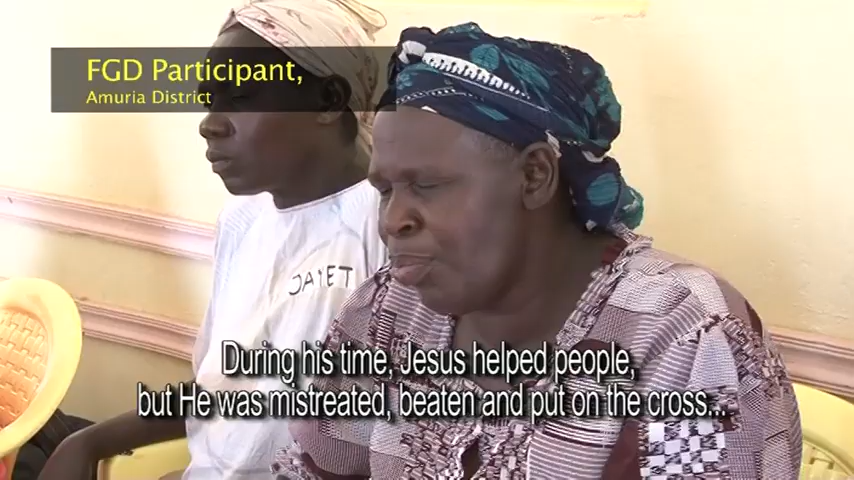 FGD Participant,
Amuria District
JANET
During his time, Jesus helped people,
but He was mistreated, beaten and put on the cross...